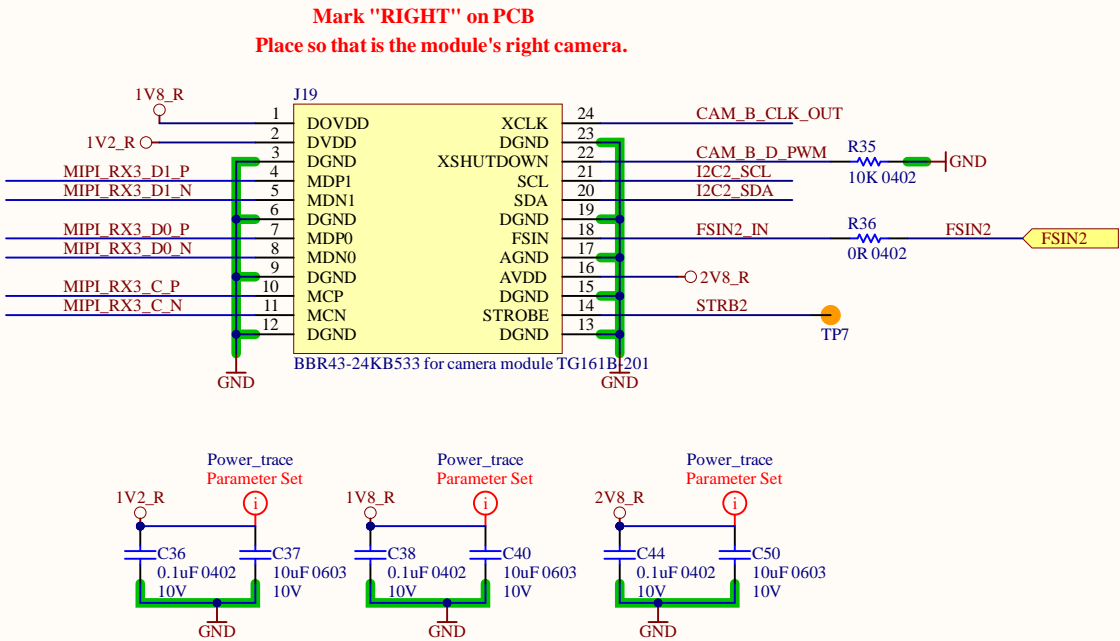 Mark "RIGHT" on PCB
Place so that is the module's right camera.
J19
1V8_R
1V2_R
1 DOVDD
2 DVDD
3 DGND
MIPI_RX3_D1_P 4 MDP1
MIPI_RX3_D1_N 5 MDN1
6 DGND
MIPI_RX3_D0_P 7 MDP0
MIPI_RX3_D0_N 8 MDN0
9 DGND
MIPI_RX3_C_P 10 MCP
MIPI_RX3_C_N 11 MCN
12 DGND
XCLK 24 CAM_B_CLK_OUT
DGND 23
XSHUTDOWN 22 CAM_B_D_PWM R35 10K 0402 GND
SCL 21 I2C2_SCL
SDA 20 I2C2_SDA
DGND 19
FSIN 18 FSIN2_IN R36 0R 0402 FSIN2 FSIN2
AGND 17
AVDD 16 2V8_R
DGND 15
STROBE 14 STRB2 TP7
DGND 13
BBR43-24KB533 for camera module TG161B-201
GND GND
Power_trace Power_trace Power_trace
Parameter Set Parameter Set Parameter Set
1V2_R i 1V8_R i 2V8_R i
C36 C37 C38 C40 C44 C50
0.1uF 0402 10uF 0603 0.1uF 0402 10uF 0603 0.1uF 0402 10uF 0603
10V 10V 10V 10V 10V 10V
GND GND GND